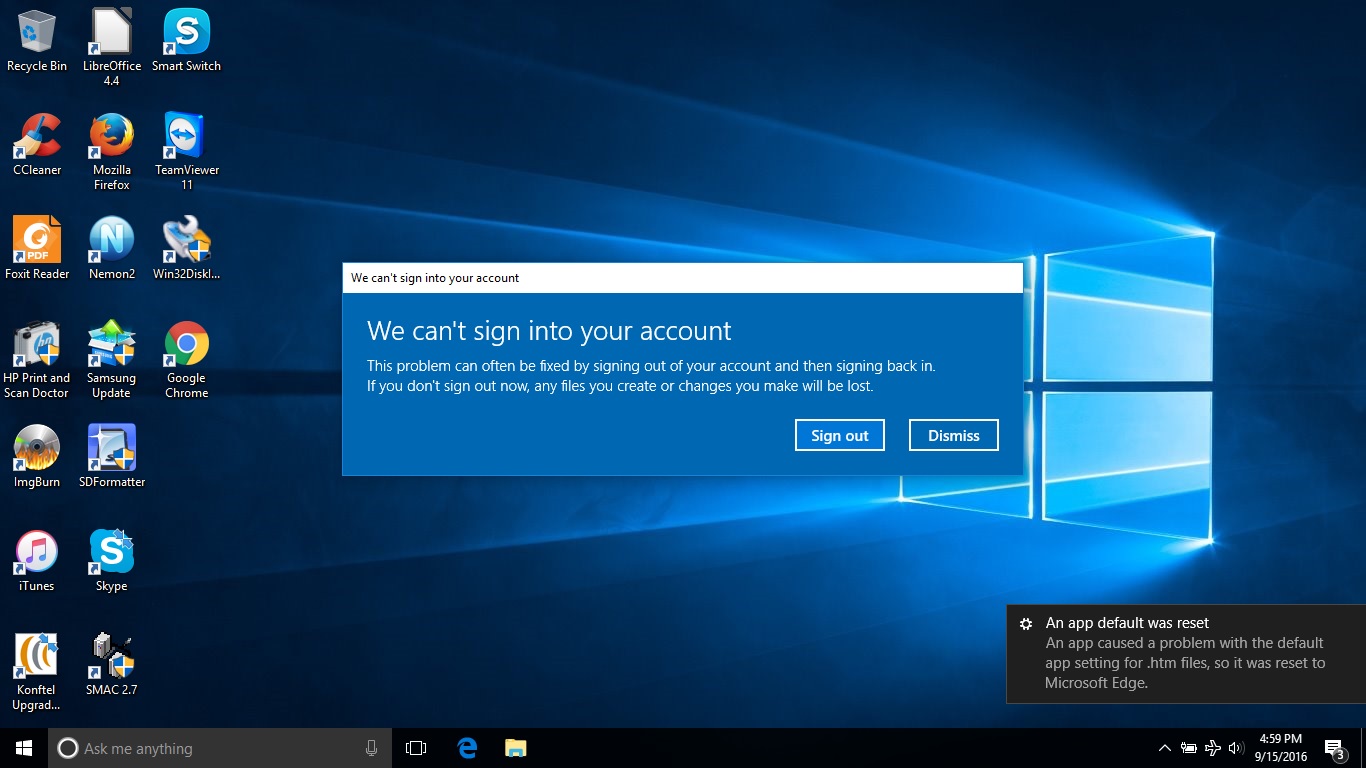 Recycle Bin
LibreOffice
4.4
Smart Switch
CCleaner
Mozilla
Firefox
TeamViewer
11
PDF
Foxit Reader
N
Nemon2
Win32DiskI...
hp
HP Print and
Scan Doctor
Samsung
Update
Google
Chrome
ImgBurn
SDFormatter
iTunes
Skype
Konftel
Upgrad...
SMAC 2.7
We can't sign into your account
We can't sign into your account
This problem can often be fixed by signing out of your account and then signing back in.
If you don't sign out now, any files you create or changes you make will be lost.
Sign out
Dismiss
An app default was reset
An app caused a problem with the default
app setting for .htm files, so it was reset to
Microsoft Edge.
Ask me anything
4:59 PM
9/15/2016
3